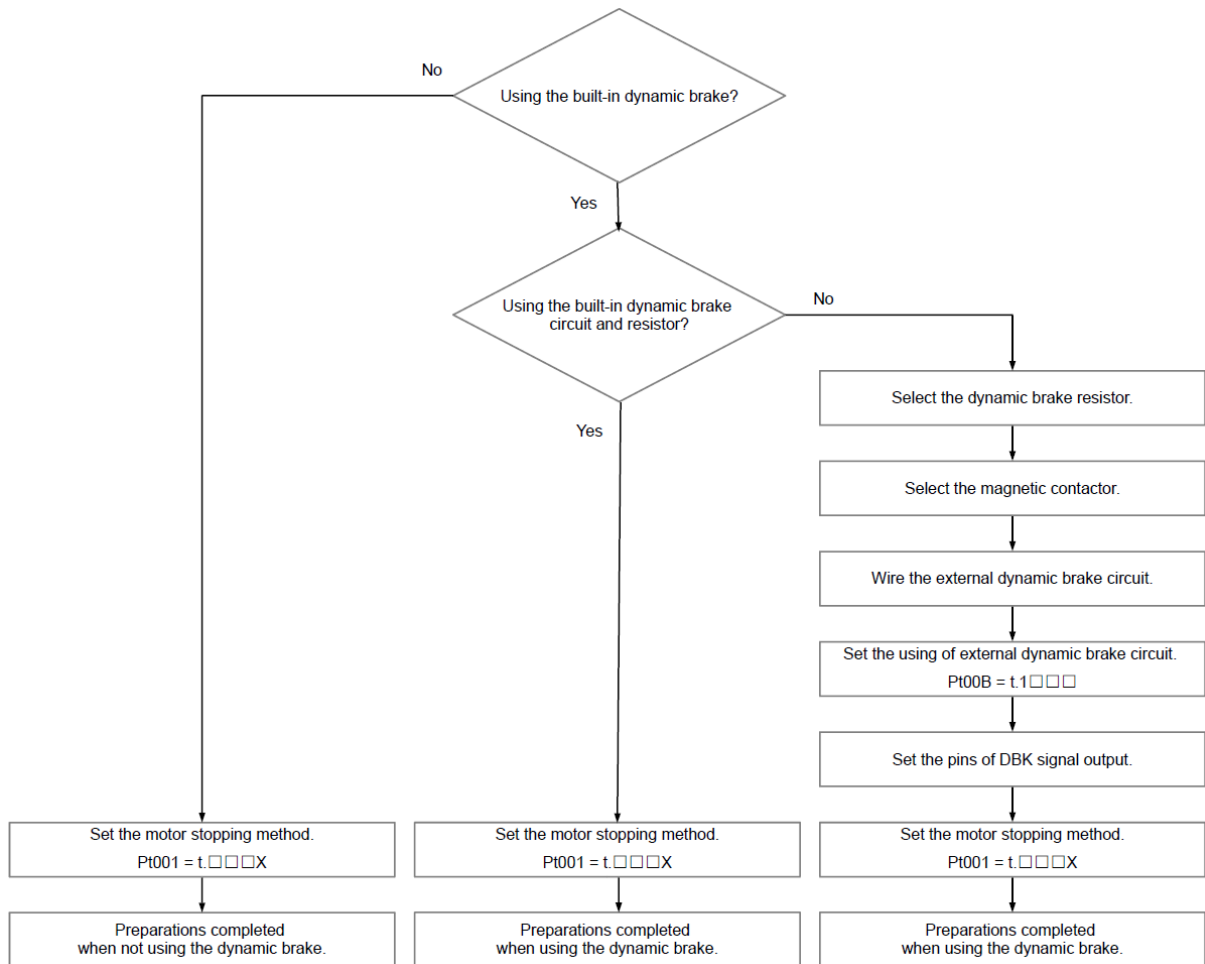 No
Using the built-in dynamic brake?
Yes
Using the built-in dynamic brake
circuit and resistor?
No
Yes
Select the dynamic brake resistor.
Select the magnetic contactor.
Wire the external dynamic brake circuit.
Set the using of external dynamic brake circuit.
Pt00B = t.1□□□
Set the pins of DBK signal output.
Set the motor stopping method.
Pt001 = t.□□□X
Set the motor stopping method.
Pt001 = t.□□□X
Set the motor stopping method.
Pt001 = t.□□□X
Preparations completed
when not using the dynamic brake.
Preparations completed
when using the dynamic brake.
Preparations completed
when using the dynamic brake.